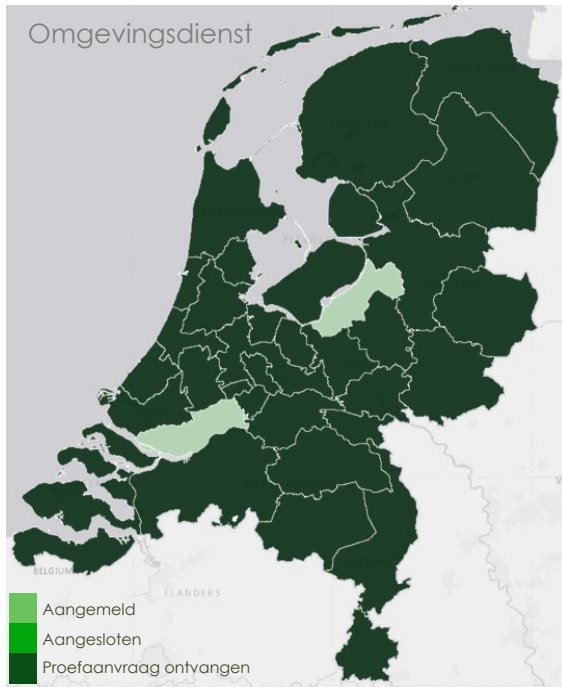 Omgevingsdienst
BELGIUM
FLANDERS
Aangemeld
Aangesloten
Proefaanvraag ontvangen